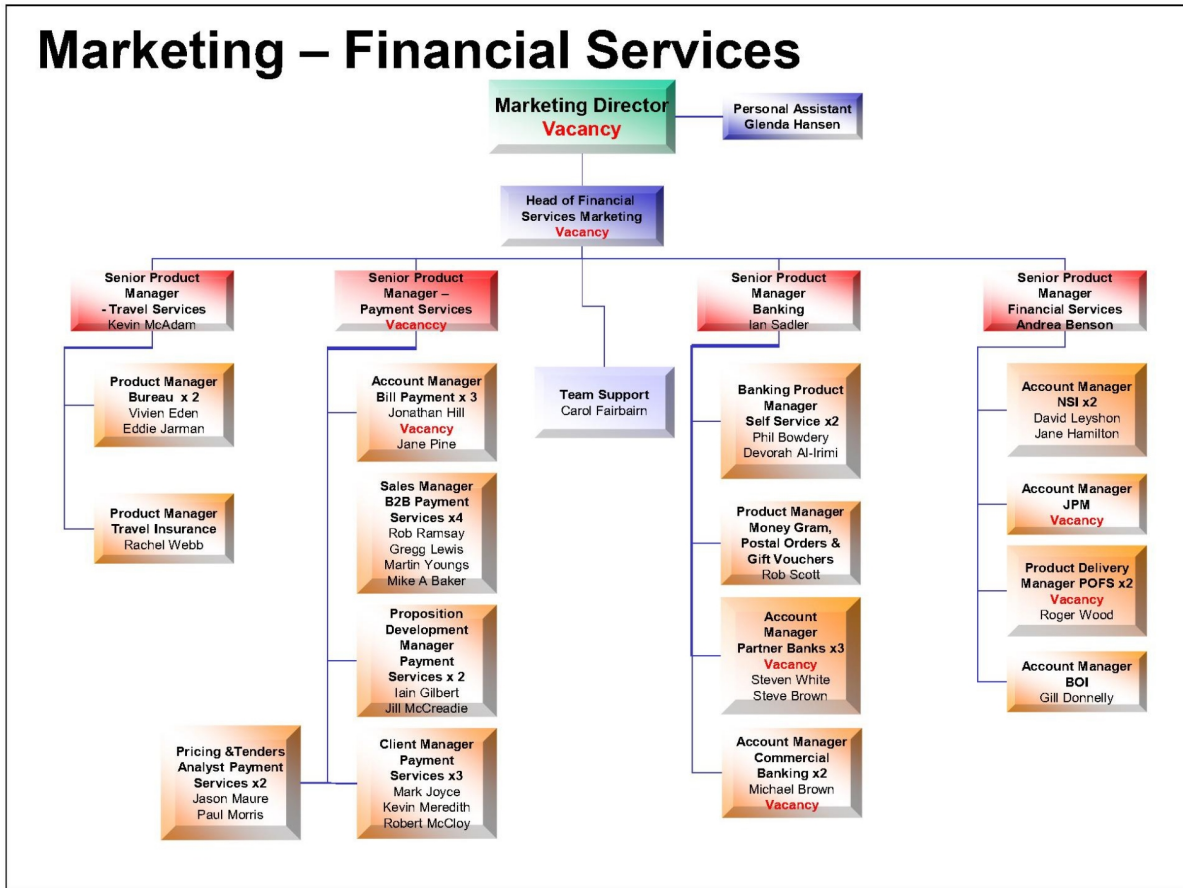 Marketing – Financial Services
Marketing Director
Vacancy
Personal Assistant
Glenda Hansen
Head of Financial
Services Marketing
Vacancy
Senior Product
Manager
- Travel Services
Kevin McAdam
Senior Product
Manager –
Payment Services
Vacanccy
Senior Product
Manager
Banking
Ian Sadler
Senior Product
Manager
Financial Services
Andrea Benson
Product Manager
Bureau x 2
Vivien Eden
Eddie Jarman
Product Manager
Travel Insurance
Rachel Webb
Account Manager
Bill Payment x 3
Jonathan Hill
Vacancy
Jane Pine
Sales Manager
B2B Payment
Services x4
Rob Ramsay
Gregg Lewis
Martin Youngs
Mike A Baker
Proposition
Development
Manager
Payment
Services x 2
Iain Gilbert
Jill McCreadie
Pricing &Tenders
Analyst Payment
Services x2
Jason Maure
Paul Morris
Client Manager
Payment
Services x3
Mark Joyce
Kevin Meredith
Robert McCloy
Team Support
Carol Fairbairn
Banking Product
Manager
Self Service x2
Phil Bowdery
Devorah Al-Irimi
Product Manager
Money Gram,
Postal Orders &
Gift Vouchers
Rob Scott
Account
Manager
Partner Banks x3
Vacancy
Steven White
Steve Brown
Account Manager
Commercial
Banking x2
Michael Brown
Vacancy
Account Manager
NSI x2
David Leyshon
Jane Hamilton
Account Manager
JPM
Vacancy
Product Delivery
Manager POFS x2
Vacancy
Roger Wood
Account Manager
BOI
Gill Donnelly